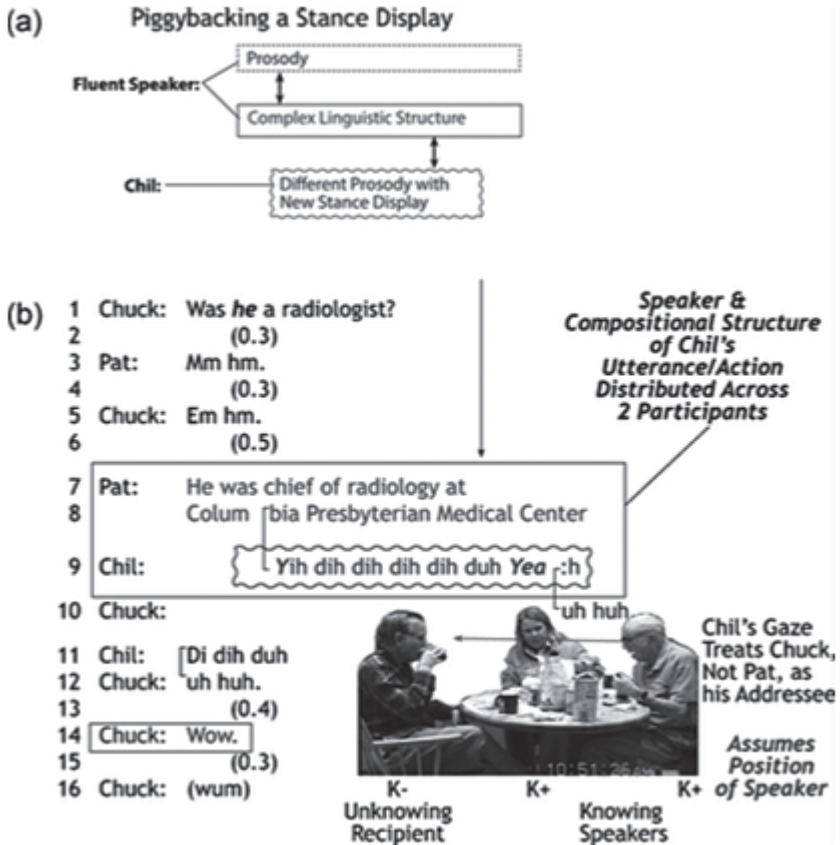 (a)
Piggybacking a Stance Display
Prosody
Fluent Speaker:
Complex Linguistic Structure
Chil:
Different Prosody with
New Stance Display
(b)
1 Chuck: Was he a radiologist?
2 (0.3)
3 Pat: Mm hm.
4 (0.3)
5 Chuck: Em hm.
6 (0.5)
7 Pat: He was chief of radiology at
8 Colum[bia Presbyterian Medical Center
9 Chil: [Yih dih dih dih dih duh Yea[:h
10 Chuck: [uh huh
11 Chil: [Di dih duh
12 Chuck: [uh huh.
13 (0.4)
14 Chuck: Wow.
15 (0.3)
16 Chuck: (wum)
Speaker &
Compositional Structure
of Chil's
Utterance/Action
Distributed Across
2 Participants
Chil's Gaze
Treats Chuck,
Not Pat, as
his Addressee
Assumes
Position
of Speaker
10:51:26
K- K+ K+
Unknowing
Recipient
Knowing
Speakers